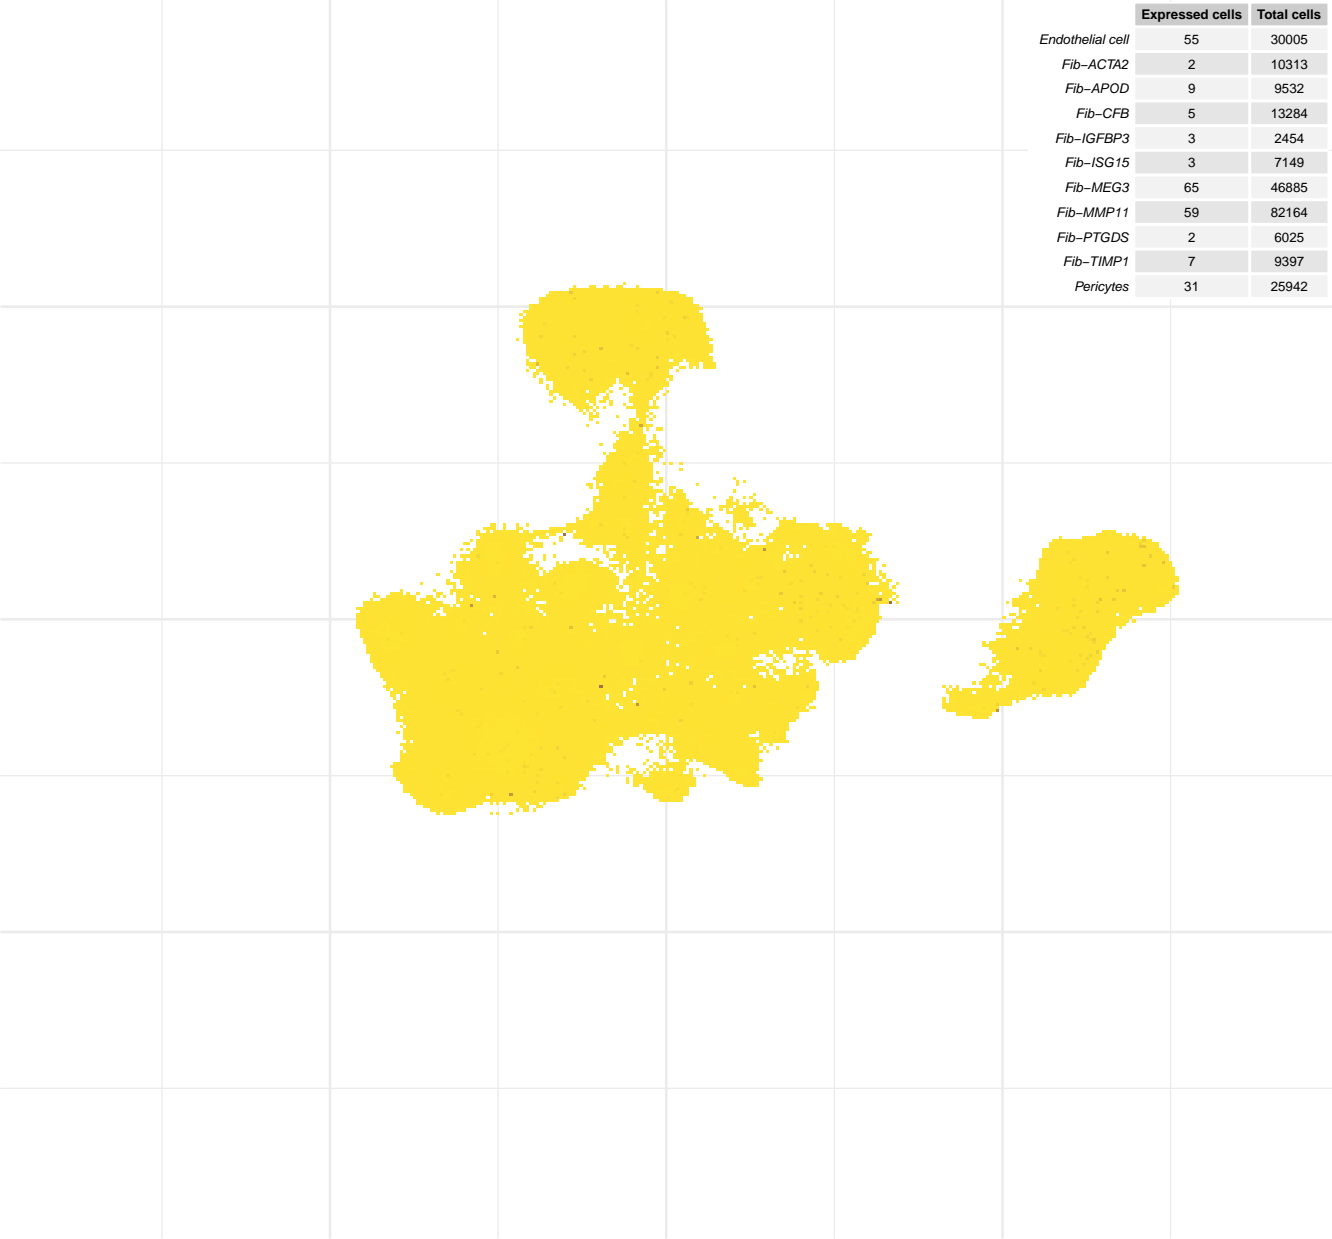 Expressed cells Total cells
Endothelial cell 55 30005
Fib−ACTA2 2 10313
Fib−APOD 9 9532
Fib−CFB 5 13284
Fib−IGFBP3 3 2454
Fib−ISG15 3 7149
Fib−MEG3 65 46885
Fib−MMP11 59 82164
Fib−PTGDS 2 6025
Fib−TIMP1 7 9397
Pericytes 31 25942